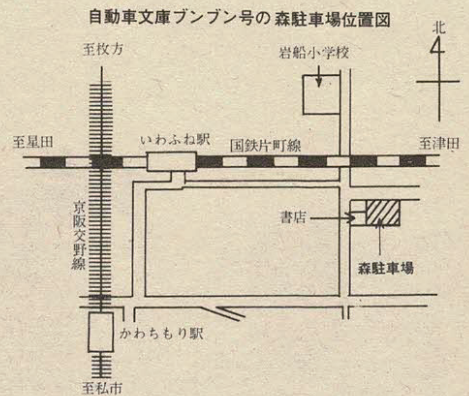 自動車文庫ブンブン号の森駐車場位置図
至枚方
岩船小学校
北
至星田
いわふね駅
国鉄片町線
至津田
京阪交野線
書店
森駐車場
かわちもり駅
至私市